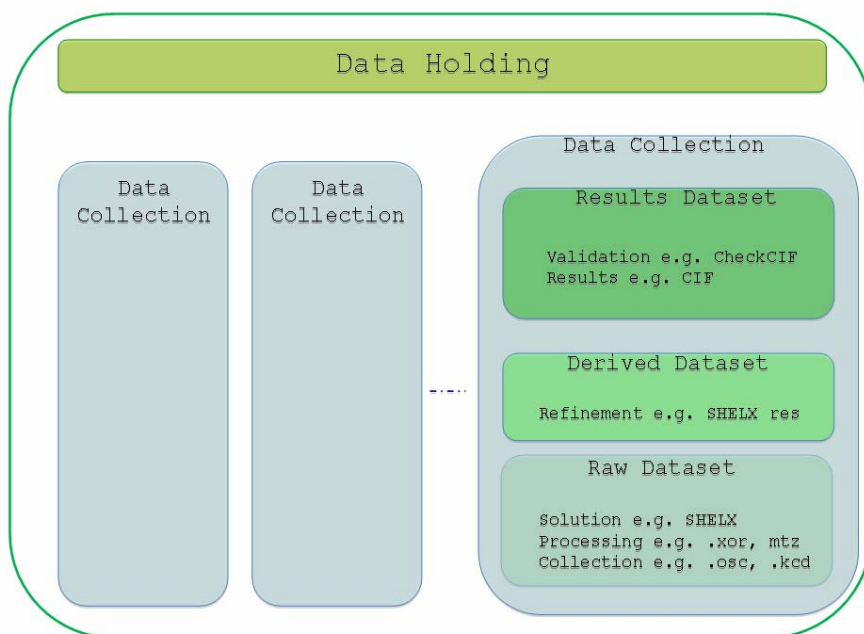 Data Holding
Data
Collection
Data
Collection
Data Collection
Results Dataset
Validation e.g. CheckCIF
Results e.g. CIF
Derived Dataset
Refinement e.g. SHELX res
Raw Dataset
Solution e.g. SHELX
Processing e.g. .xor, mtz
Collection e.g. .osc, .kcd